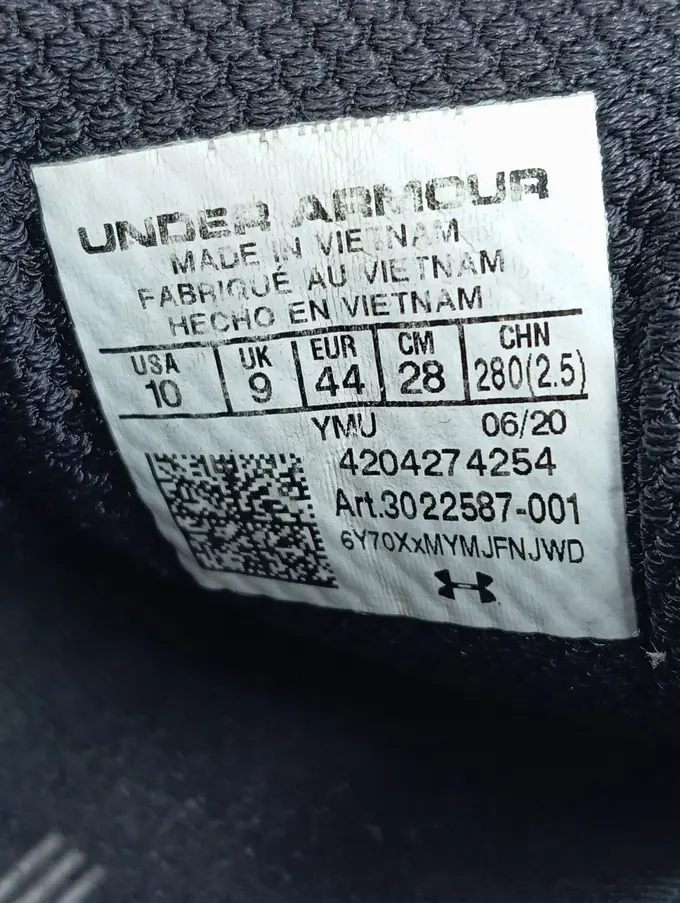 UNDER ARMOUR
MADE IN VIETNAM
FABRIQUÉ AU VIETNAM
HECHO EN VIETNAM
USA UK EUR CM CHN
10 9 44 28 280(2.5)
YMU 06/20
4204274254
Art.3022587-001
6Y70XxMYMJFNJWD